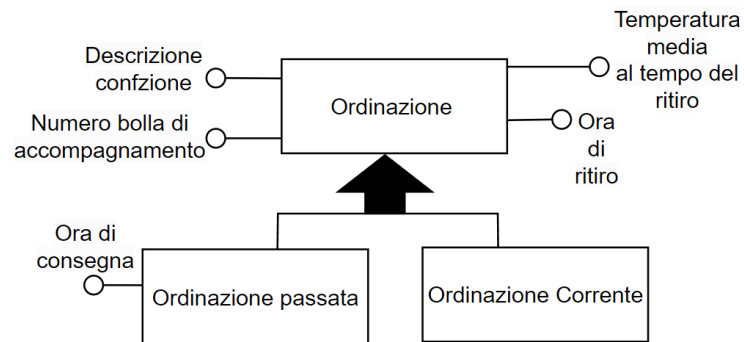 Descrizione
confzione
Numero bolla di
accompagnamento
Ordinazione
Temperatura
media
al tempo del
ritiro
Ora
di
ritiro
Ora di
consegna
Ordinazione passata
Ordinazione Corrente